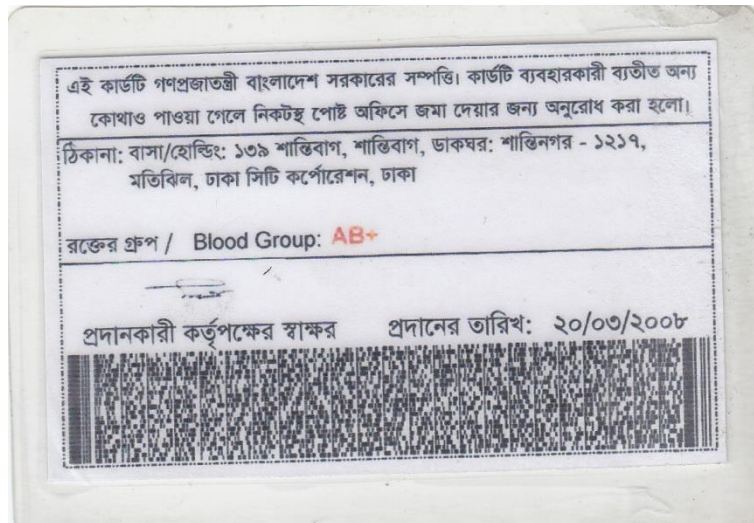 এই কার্ডটি গণপ্রজাতন্ত্রী বাংলাদেশ সরকারের সম্পত্তি। কার্ডটি ব্যবহারকারী ব্যতীত অন্য
কোথাও পাওয়া গেলে নিকটস্থ পোষ্ট অফিসে জমা দেয়ার জন্য অনুরোধ করা হলো।
ঠিকানা: বাসা/হোল্ডিং: ১৩৯ শান্তিবাগ, শান্তিবাগ, ডাকঘর: শান্তিনগর - ১২১৭,
মতিঝিল, ঢাকা সিটি কর্পোরেশন, ঢাকা
রক্তের গ্রুপ / Blood Group: AB+
প্রদানকারী কর্তৃপক্ষের স্বাক্ষর প্রদানের তারিখ: ২০/০৩/২০০৮